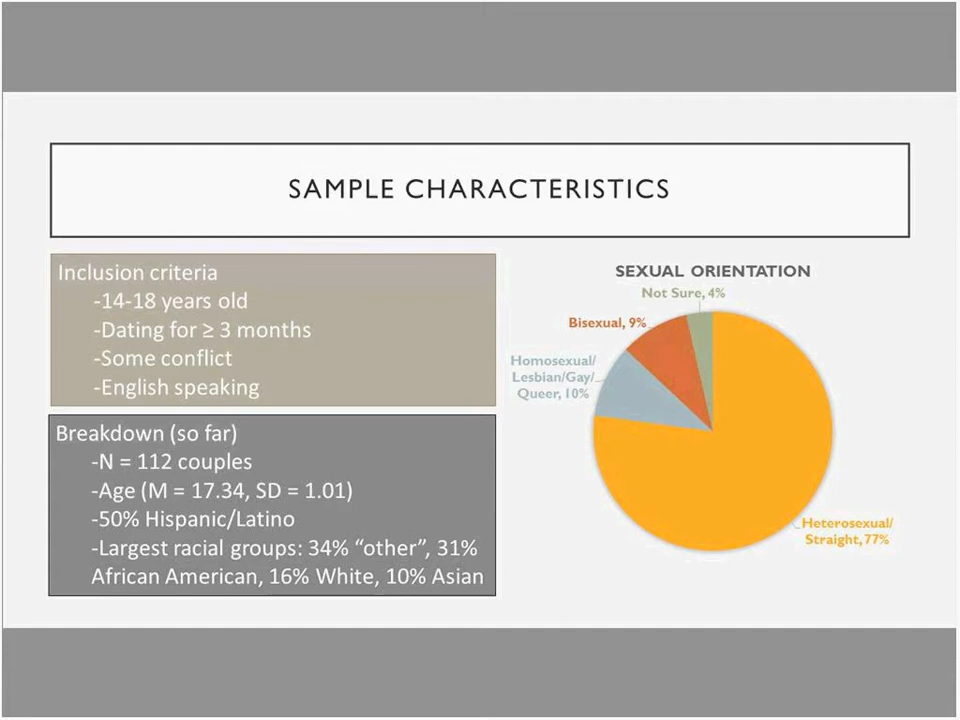 SAMPLE CHARACTERISTICS
Inclusion criteria
-14-18 years old
-Dating for ≥ 3 months
-Some conflict
-English speaking
Breakdown (so far)
-N = 112 couples
-Age (M = 17.34, SD = 1.01)
-50% Hispanic/Latino
-Largest racial groups: 34% “other”, 31%
African American, 16% White, 10% Asian
SEXUAL ORIENTATION
Not Sure, 4%
Bisexual, 9%
Homosexual/
Lesbian/Gay/
Queer, 10%
Heterosexual/
Straight, 77%